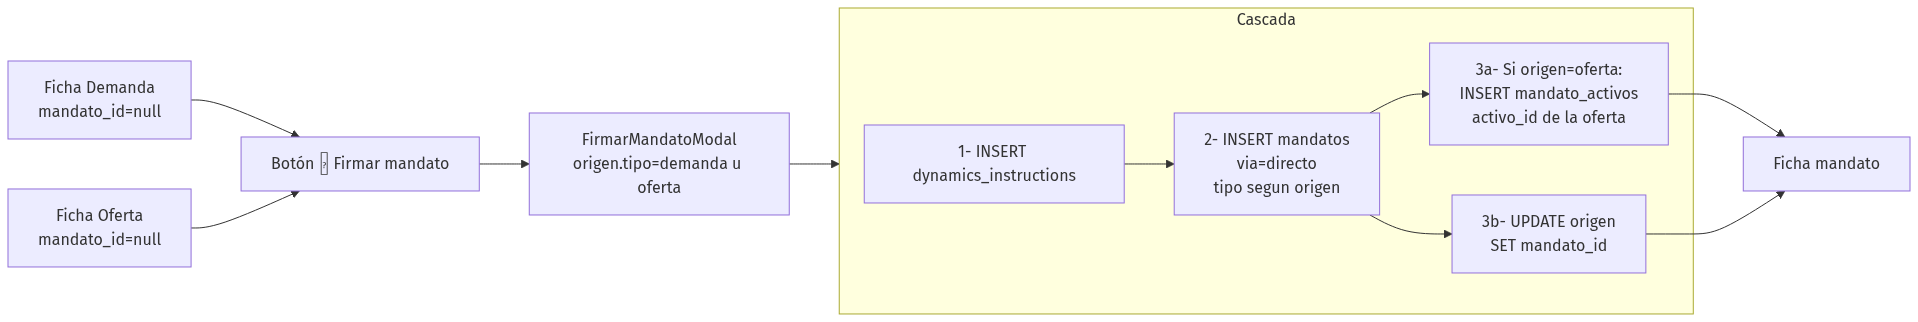 Cascada
Ficha Demanda
mandato_id=null
Ficha Oferta
mandato_id=null
Botón Firmar mandato
FirmarMandatoModal
origen.tipo=demanda u
oferta
1- INSERT
dynamics_instructions
2- INSERT mandatos
via=directo
tipo segun origen
3a- Si origen=oferta:
INSERT mandato_activos
activo_id de la oferta
3b- UPDATE origen
SET mandato_id
Ficha mandato